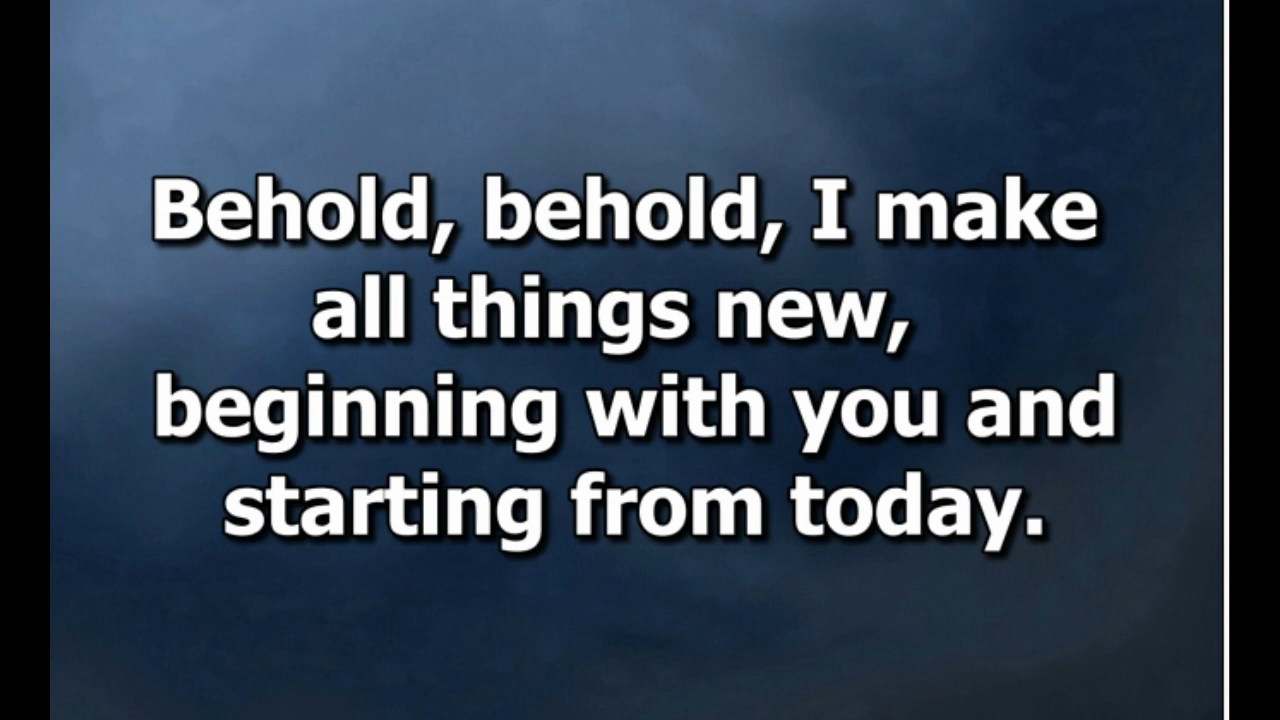 Behold, behold, I make
all things new,
beginning with you and
starting from today.